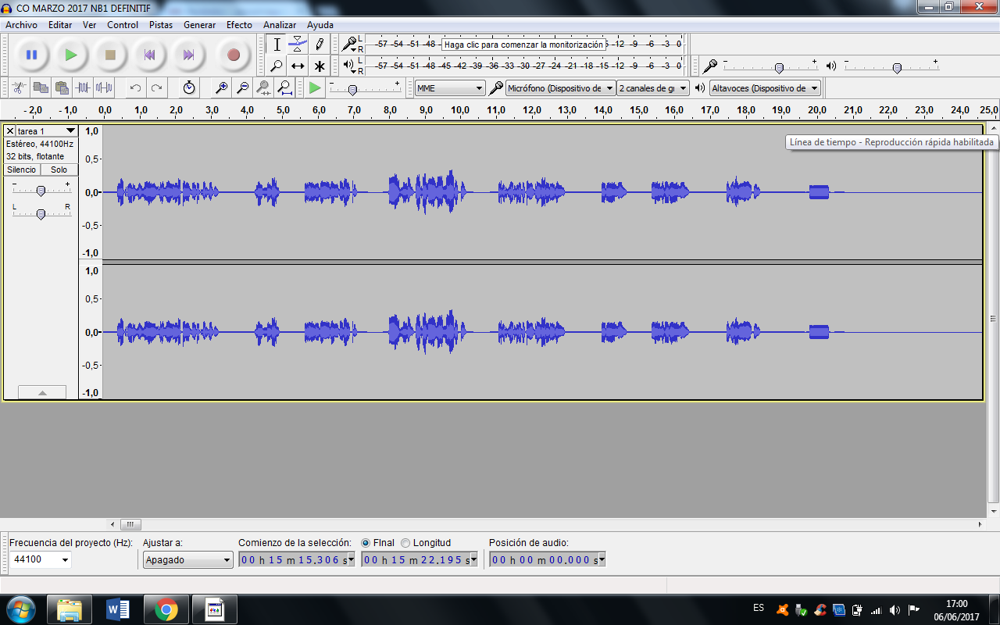 CO MARZO 2017 NB1 DEFINITIF
Archivo Editar Ver Control Pistas Generar Efecto Analizar Ayuda
L
R
-57 -54 -51 -48 Haga clic para comenzar la monitorización -12 -9 -6 -3 0
L
R
-57 -54 -51 -48 -45 -42 -39 -36 -33 -30 -27 -24 -21 -18 -15 -12 -9 -6 -3 0
- + - +
- +
MME Micrófono (Dispositivo de 2 canales de gr Altavoces (Dispositivo de
- 2,0 - 1,0 0,0 1,0 2,0 3,0 4,0 5,0 6,0 7,0 8,0 9,0 10,0 11,0 12,0 13,0 14,0 15,0 16,0 17,0 18,0 19,0 20,0 21,0 22,0 23,0 24,0 25,0
X tarea 1
Estéreo, 44100Hz
32 bits, flotante
Silencio Solo
- +
L R
1,0
0,5-
0,0-
-0,5-
-1,0
1,0
0,5-
0,0-
-0,5-
-1,0
Línea de tiempo - Reproducción rápida habilitada
Frecuencia del proyecto (Hz): Ajustar a: Comienzo de la selección: FInal Longitud Posición de audio:
44100 Apagado 00 h 15 m 15.306 s 00 h 15 m 22.195 s 00 h 00 m 00.000 s
ES
17:00
06/06/2017